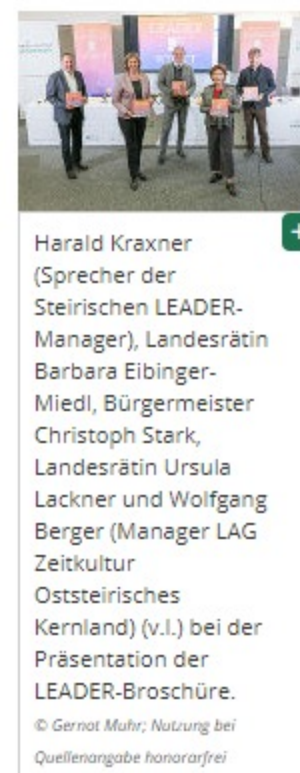 LEADER
Harald Kraxner
(Sprecher der
Steirischen LEADER-
Manager), Landesrätin
Barbara Eibinger-
Miedl, Bürgermeister
Christoph Stark,
Landesrätin Ursula
Lackner und Wolfgang
Berger (Manager LAG
Zeitkultur
Oststeirisches
Kernland) (v.l.) bei der
Präsentation der
LEADER-Broschüre.
© Gernot Muhr; Nutzung bei
Quellenangabe honorarfrei